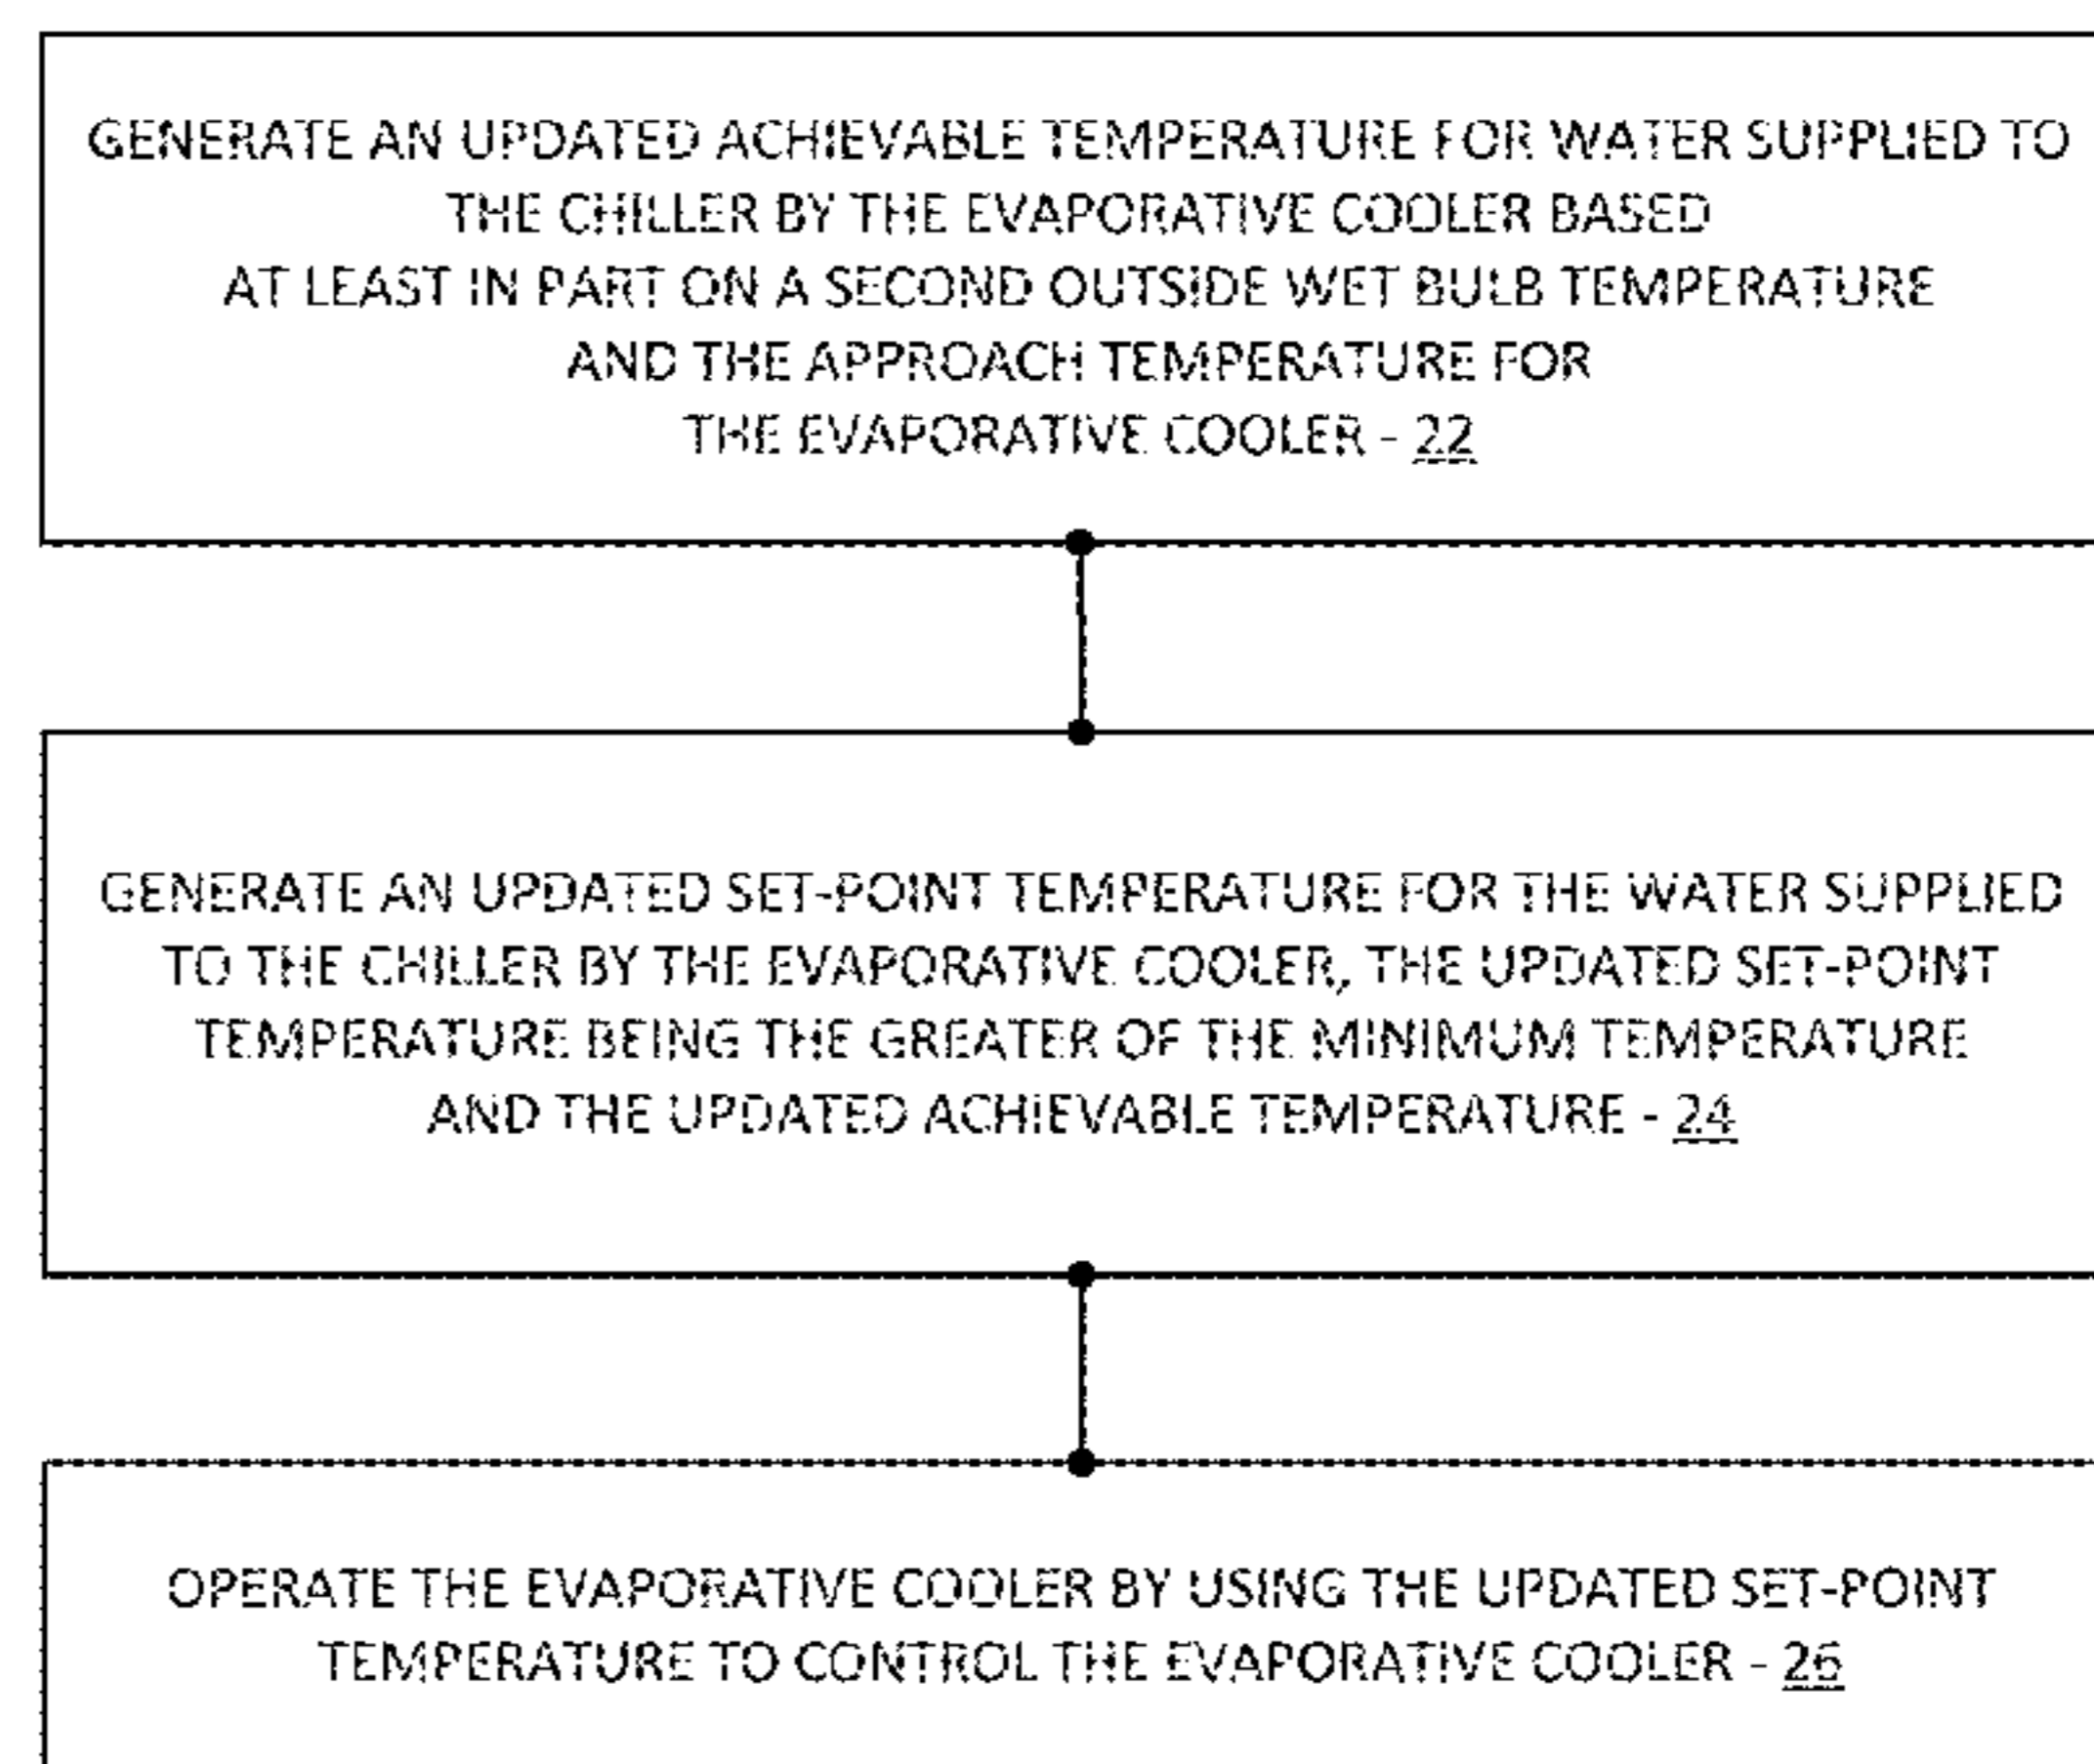 GENERATE AN UPDATED ACHIEVABLE TEMPERATURE FOR WATER SUPPLIED TO
THE CHILLER BY THE EVAPORATIVE COOLER BASED
AT LEAST IN PART ON A SECOND OUTSIDE WET BULB TEMPERATURE
AND THE APPROACH TEMPERATURE FOR
THE EVAPORATIVE COOLER - 22
GENERATE AN UPDATED SET-POINT TEMPERATURE FOR THE WATER SUPPLIED
TO THE CHILLER BY THE EVAPORATIVE COOLER, THE UPDATED SET-POINT
TEMPERATURE BEING THE GREATER OF THE MINIMUM TEMPERATURE
AND THE UPDATED ACHIEVABLE TEMPERATURE - 24
OPERATE THE EVAPORATIVE COOLER BY USING THE UPDATED SET-POINT
TEMPERATURE TO CONTROL THE EVAPORATIVE COOLER - 26